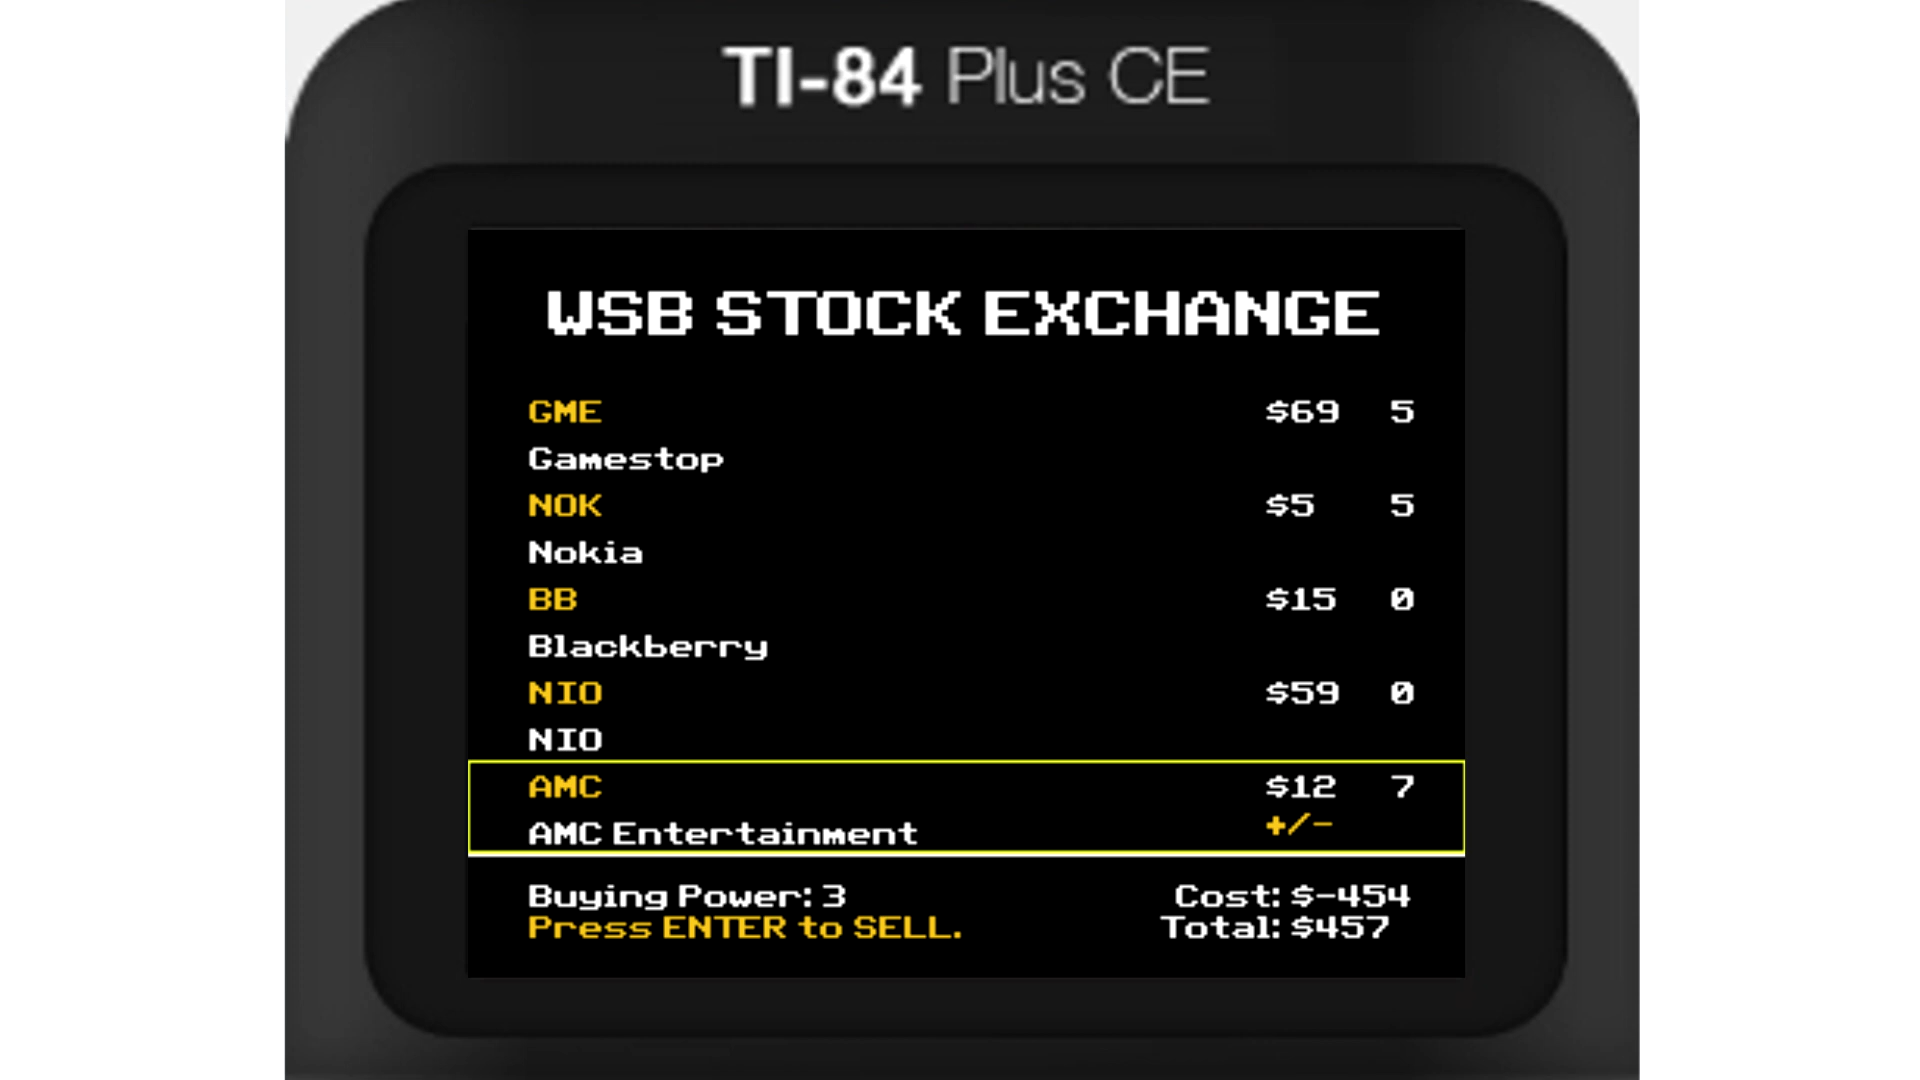 TI-84 Plus CE
WSB STOCK EXCHANGE
GME $69 5
Gamestop
NOK $5 5
Nokia
BB $15 0
Blackberry
NIO $59 0
NIO
AMC $12 7
AMC Entertainment +/-
Buying Power: 3 Cost: $-454
Press ENTER to SELL. Total: $457